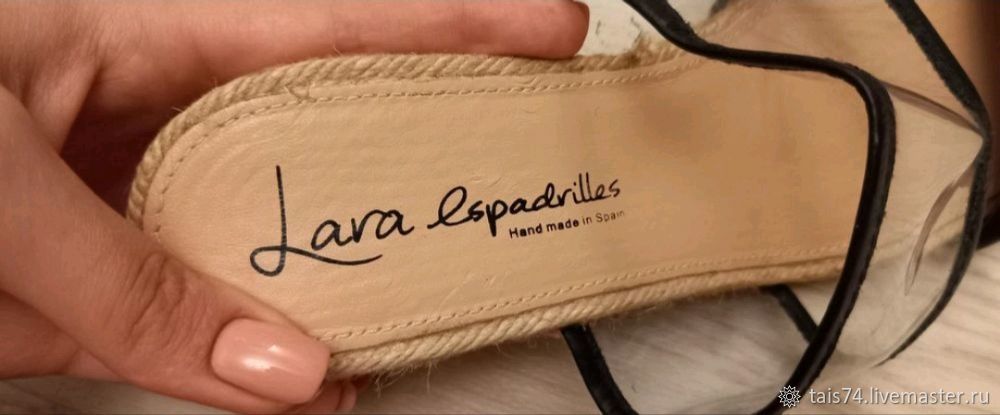 Lara espadrilles
Hand made in Spain
tais74.livemaster.ru